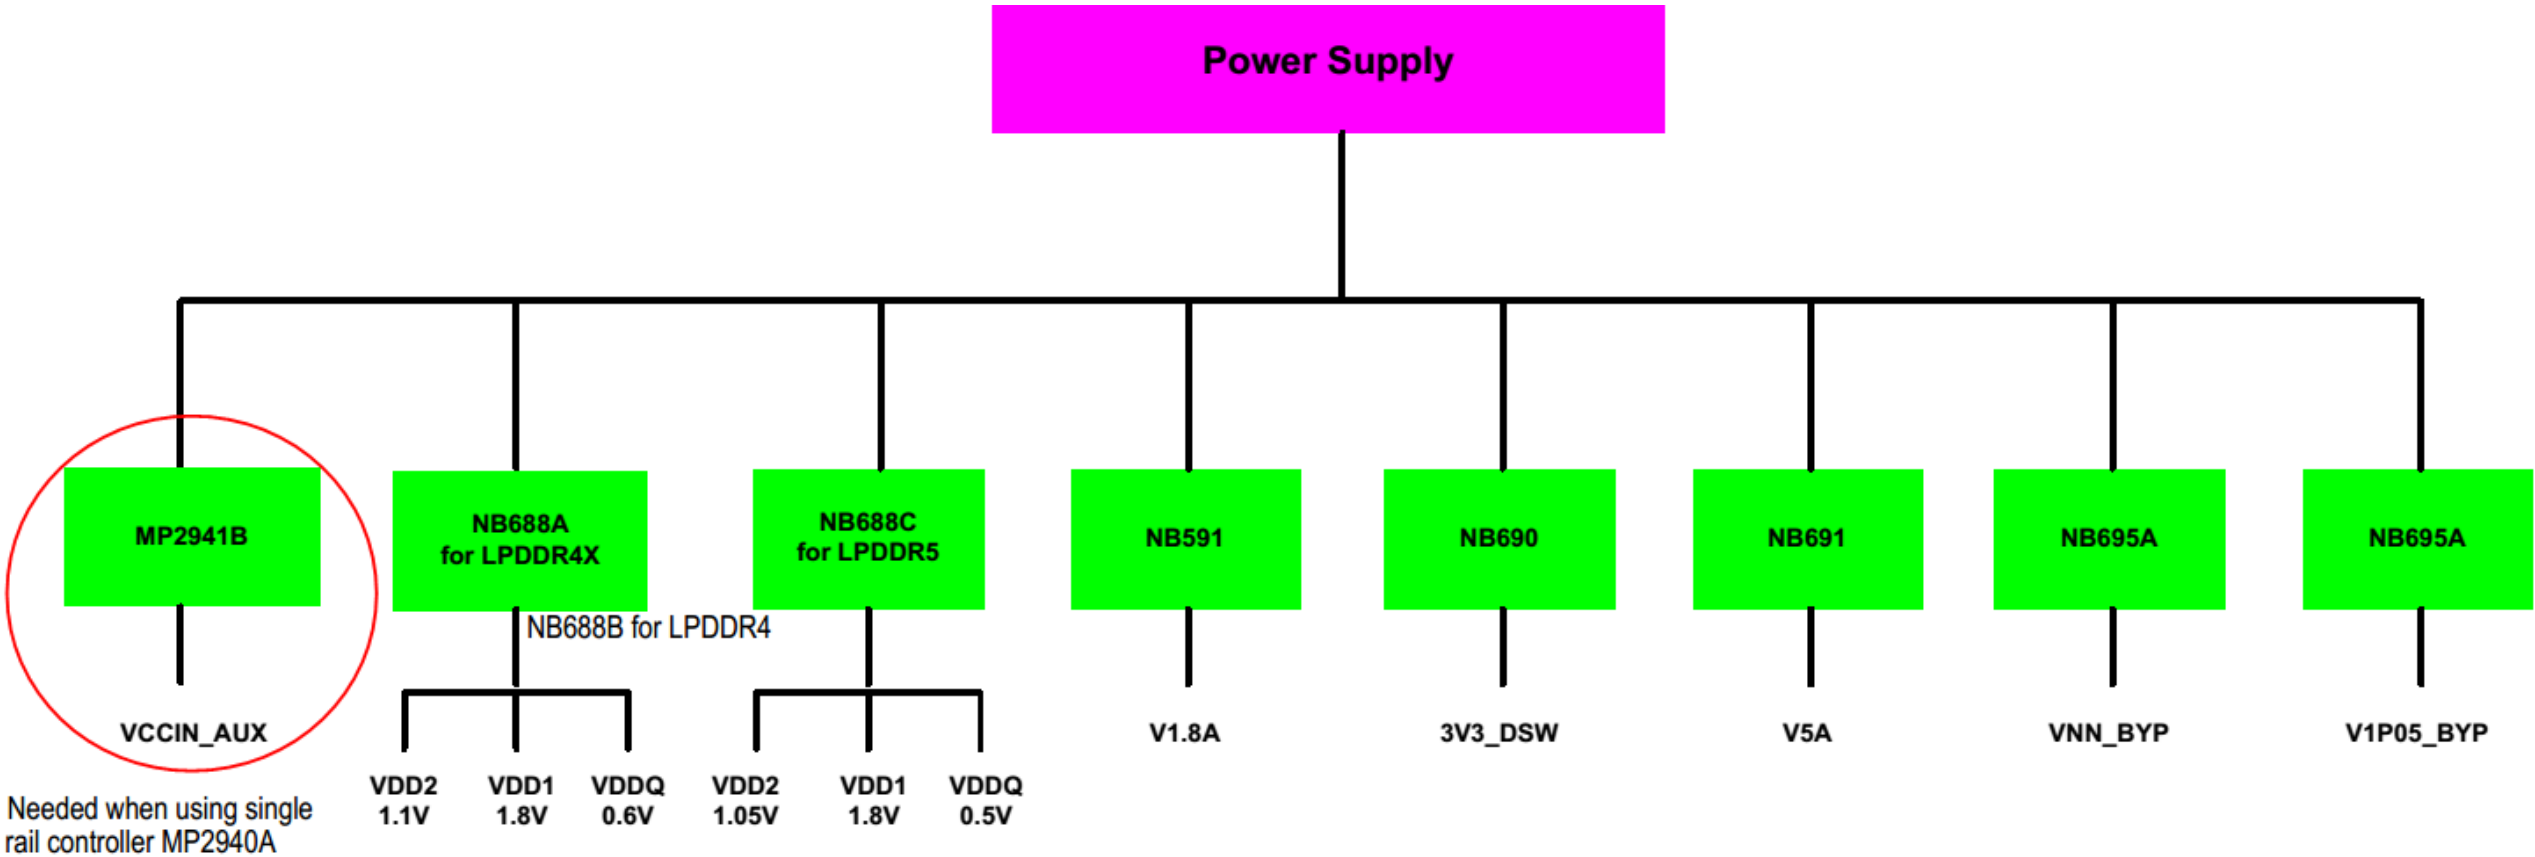 Power Supply
MP2941B
NB688A
for LPDDR4X
NB688C
for LPDDR5
NB591
NB690
NB691
NB695A
NB695A
NB688B for LPDDR4
VCCIN_AUX
V1.8A
3V3_DSW
V5A
VNN_BYP
V1P05_BYP
VDD2
1.1V
VDD1
1.8V
VDDQ
0.6V
VDD2
1.05V
VDD1
1.8V
VDDQ
0.5V
Needed when using single
rail controller MP2940A